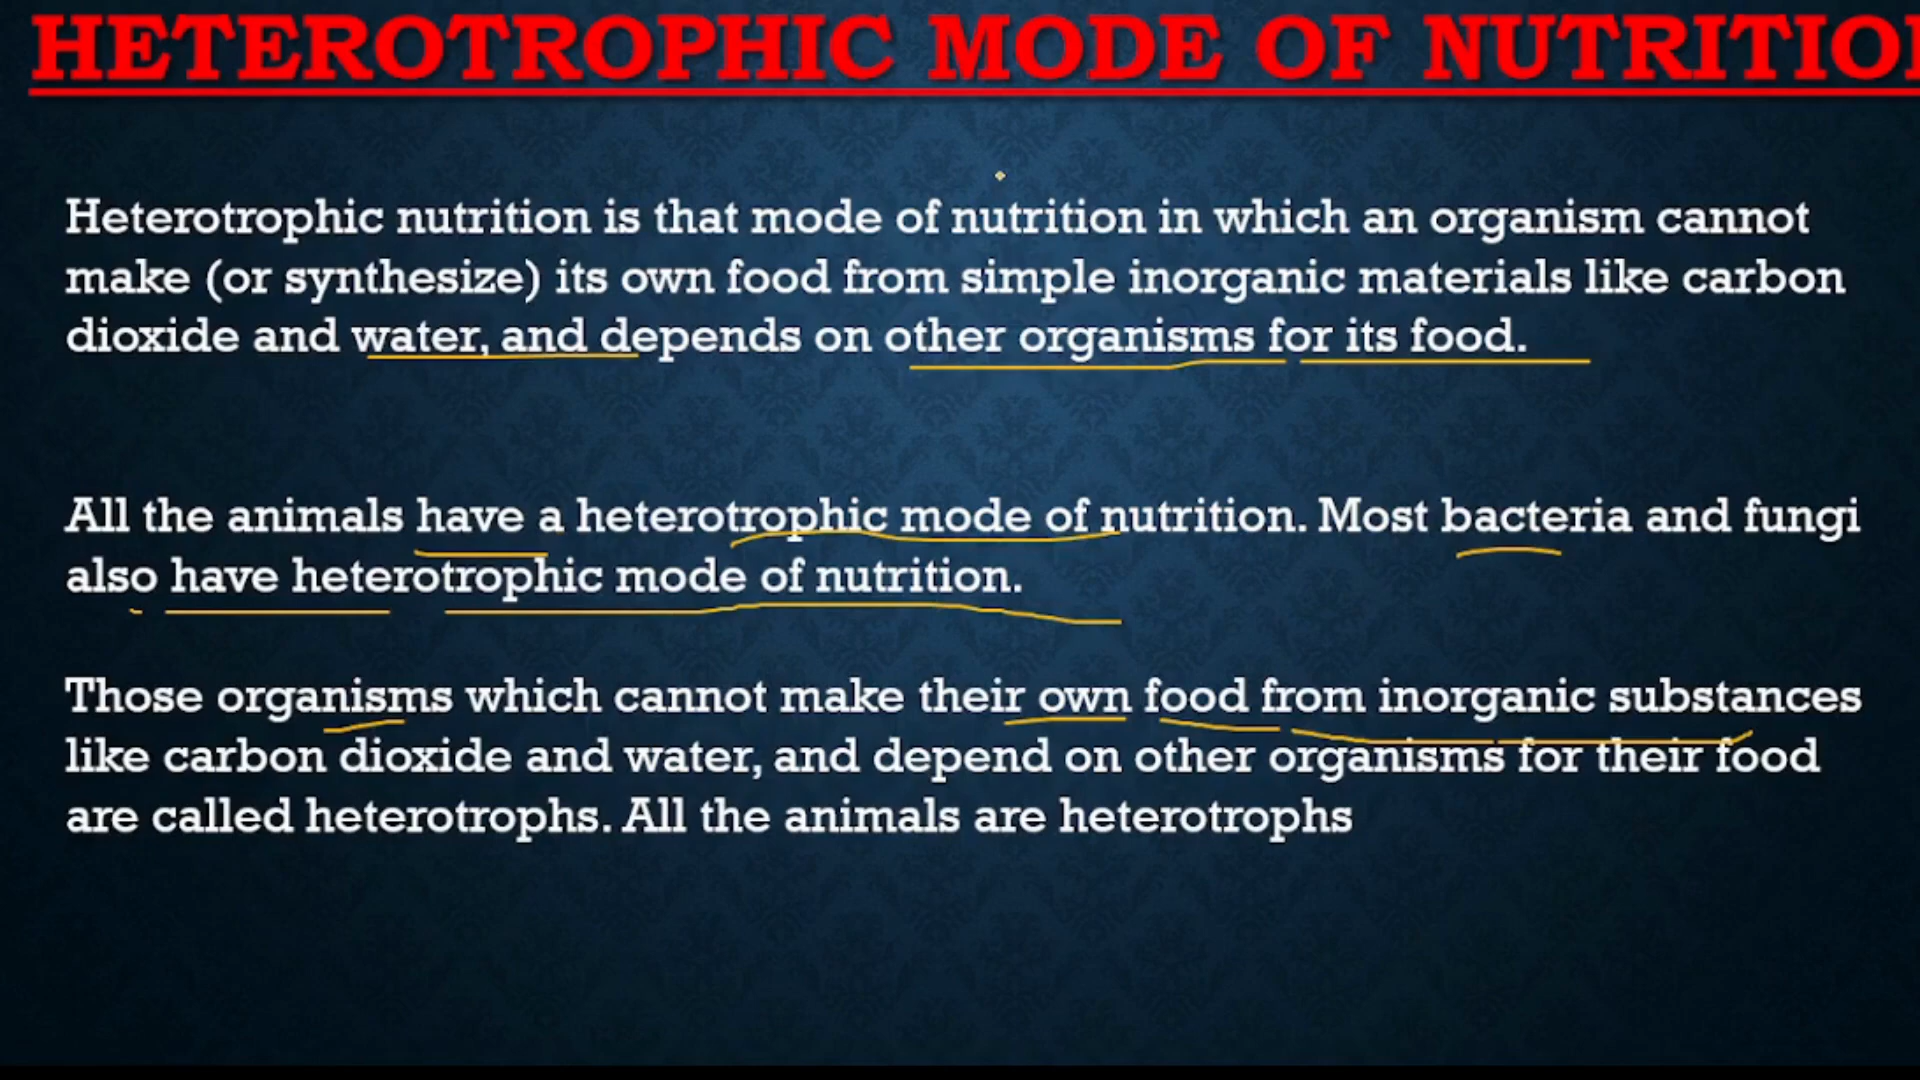 HETEROTROPHIC MODE OF NUTRITIO
Heterotrophic nutrition is that mode of nutrition in which an organism cannot
make (or synthesize) its own food from simple inorganic materials like carbon
dioxide and water, and depends on other organisms for its food.
All the animals have a heterotrophic mode of nutrition. Most bacteria and fungi
also have heterotrophic mode of nutrition.
Those organisms which cannot make their own food from inorganic substances
like carbon dioxide and water, and depend on other organisms for their food
are called heterotrophs. All the animals are heterotrophs